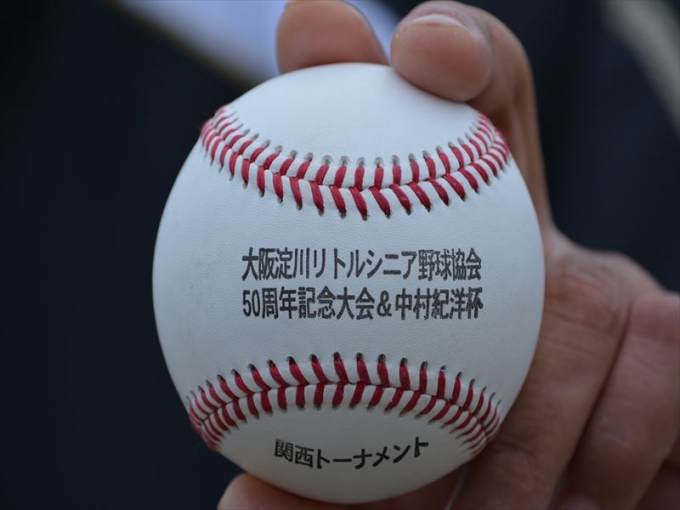 大阪淀川リトルシニア野球協会
50周年記念大会&中村紀洋杯
関西トーナメント